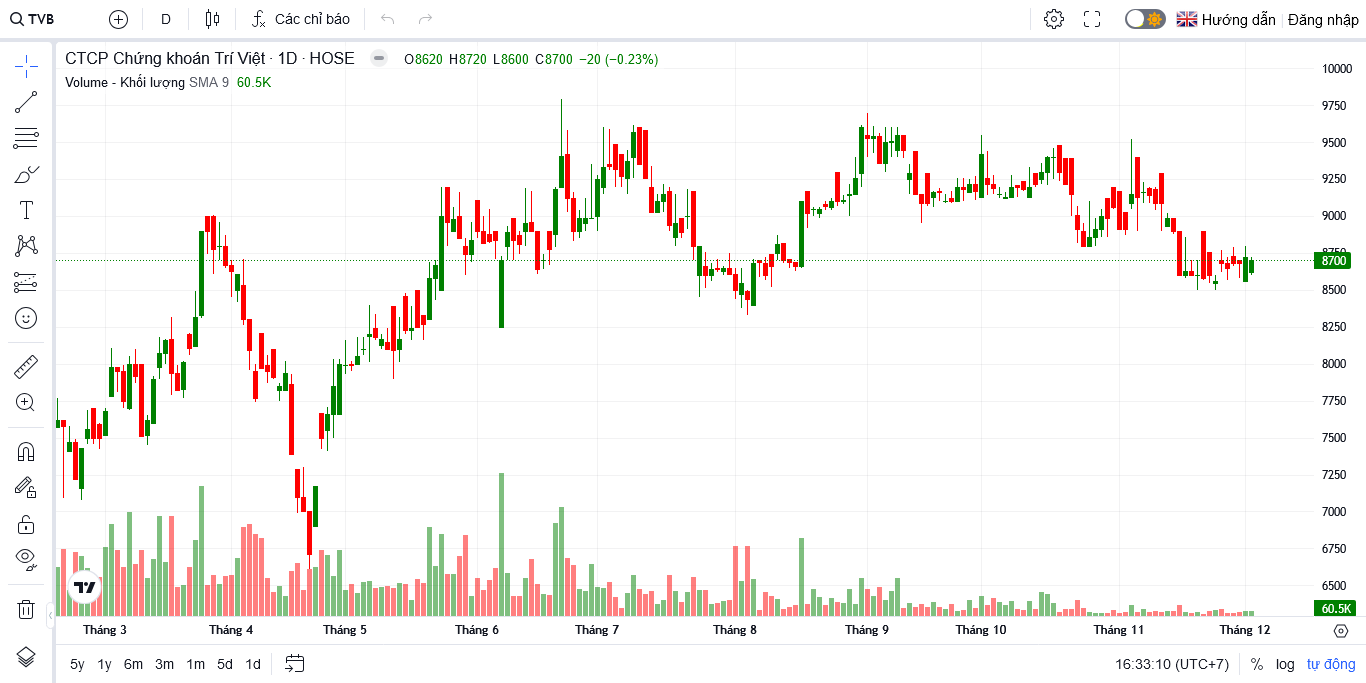 TVB D Các chỉ báo Hướng dẫn Đăng nhập
CTCP Chứng khoán Trí Việt · 1D · HOSE O8620 H8720 L8600 C8700 −20 (−0.23%)
Volume - Khối lượng SMA 9 60.5K
10000
9750
9500
9250
9000
8750
8700
8500
8250
8000
7750
7500
7250
7000
6750
6500
60.5K
Tháng 3 Tháng 4 Tháng 5 Tháng 6 Tháng 7 Tháng 8 Tháng 9 Tháng 10 Tháng 11 Tháng 12
5y 1y 6m 3m 1m 5d 1d 16:33:10 (UTC+7) % log tự động